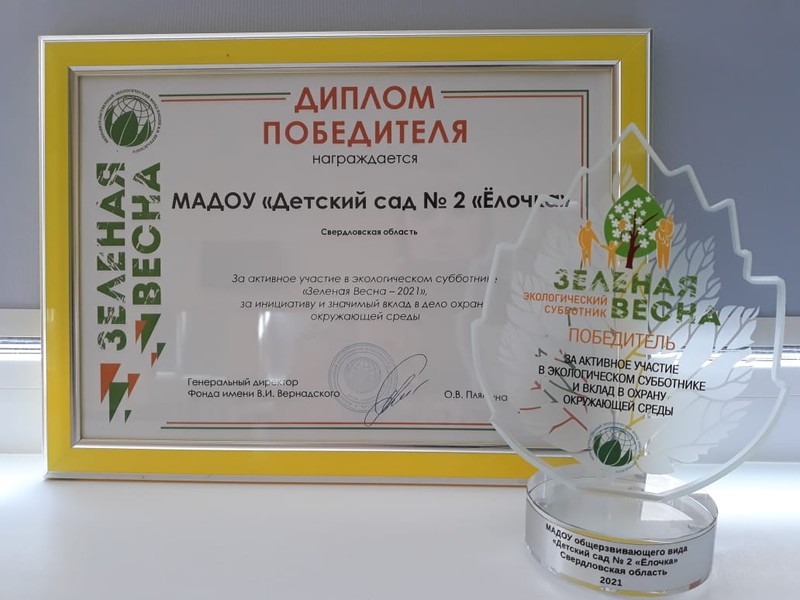 ДИПЛОМ
ПОБЕДИТЕЛЯ
награждается
МАДОУ «Детский сад № 2 «Ёлочка»
Свердловская область
За активное участие в экологическом субботнике
«Зеленая Весна – 2021»,
за инициативу и значимый вклад в дело охраны
окружающей среды
Генеральный директор
Фонда имени В.И. Вернадского
О.В.
ЗЕЛЕНАЯ
ВЕСНА
ЗЕЛЕНАЯ
ЭКОЛОГИЧЕСКИЙ
СУББОТНИК
ВЕСНА
ПОБЕДИТЕЛЬ
ЗА АКТИВНОЕ УЧАСТИЕ
В ЭКОЛОГИЧЕСКОМ СУББОТНИКЕ
И ВКЛАД В ОХРАНУ
ОКРУЖАЮЩЕЙ СРЕДЫ
МАДОУ общерзвивающего вида
«Детский сад № 2 «Ёлочка»
Свердловская область
2021